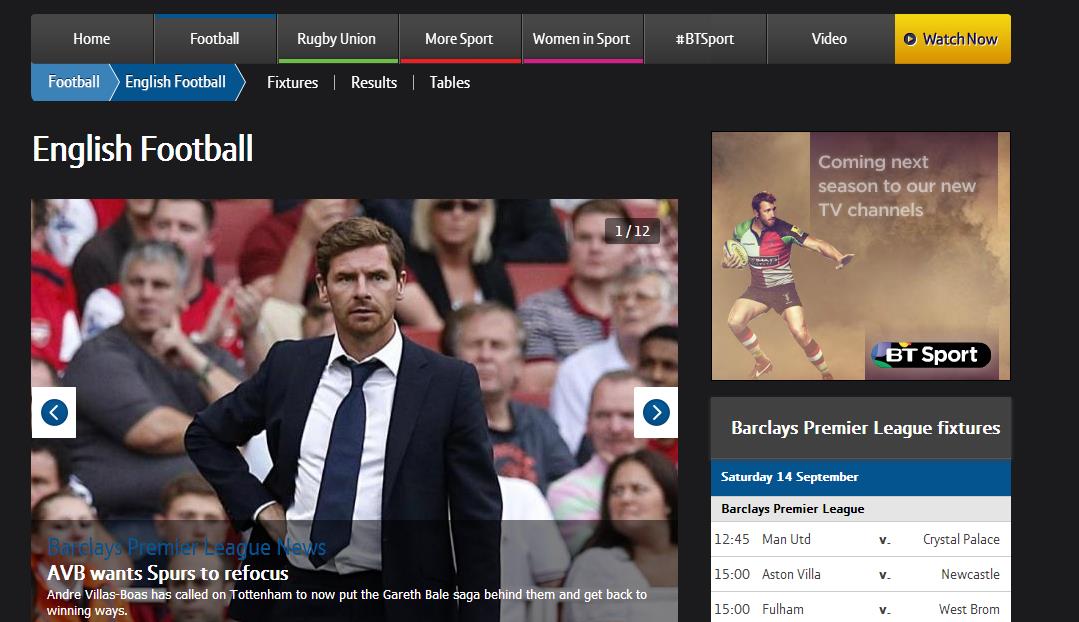 Home
Football
Rugby Union
More Sport
Women in Sport
#BTSport
Video
Watch Now
Football
English Football
Fixtures
Results
Tables
English Football
1 / 12
Barclays Premier League News
AVB wants Spurs to refocus
Andre Villas-Boas has called on Tottenham to now put the Gareth Bale saga behind them and get back to
winning ways.
Coming next
season to our new
TV channels
BT Sport
Barclays Premier League fixtures
Saturday 14 September
Barclays Premier League
12:45 Man Utd v. Crystal Palace
15:00 Aston Villa v. Newcastle
15:00 Fulham v. West Brom